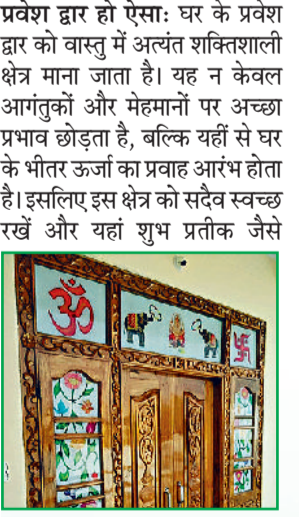 प्रवेश द्वार हो ऐसा: घर के प्रवेश
द्वार को वास्तु में अत्यंत शक्तिशाली
क्षेत्र माना जाता है। यह न केवल
आगंतुकों और मेहमानों पर अच्छा
प्रभाव छोड़ता है, बल्कि यहीं से घर
के भीतर ऊर्जा का प्रवाह आरंभ होता
है। इसलिए इस क्षेत्र को सदैव स्वच्छ
रखें और यहां शुभ प्रतीक जैसे
ॐ